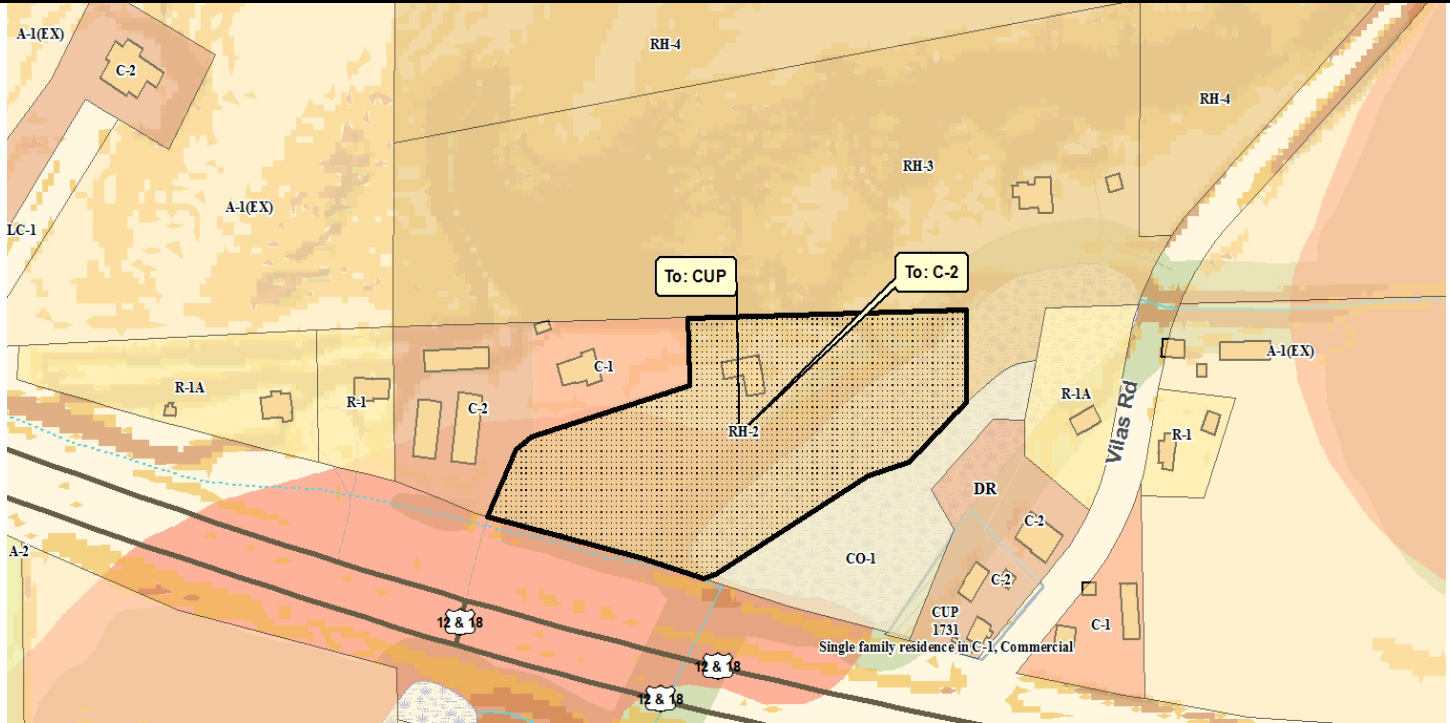 A-1(EX)
RH-4
C-2
RH-4
RH-3
A-1(EX)
LC-1
To: CUP
To: C-2
A-1(EX)
C-1
R-1A
R-1
C-2
R-1A
Vilas Rd
RH-2
R-1
DR
C-2
A-2
CO-1
C-2
CUP
1731
C-1
12 & 18
Single family residence in C-1, Commercial
12 & 18
12 & 18